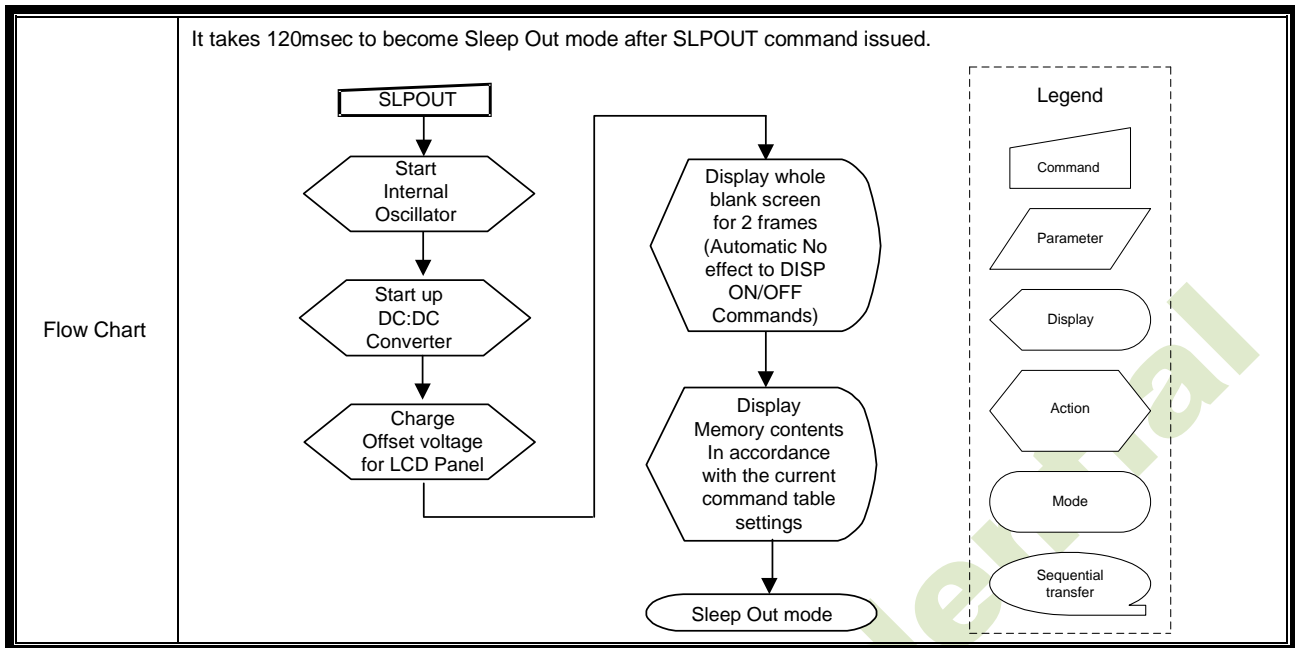 It takes 120msec to become Sleep Out mode after SLPOUT command issued.
Flow Chart
SLPOUT
Start
Internal
Oscillator
Start up
DC:DC
Converter
Charge
Offset voltage
for LCD Panel
Display whole
blank screen
for 2 frames
(Automatic No
effect to DISP
ON/OFF
Commands)
Display
Memory contents
In accordance
with the current
command table
settings
Sleep Out mode
Legend
Command
Parameter
Display
Action
Mode
Sequential
transfer